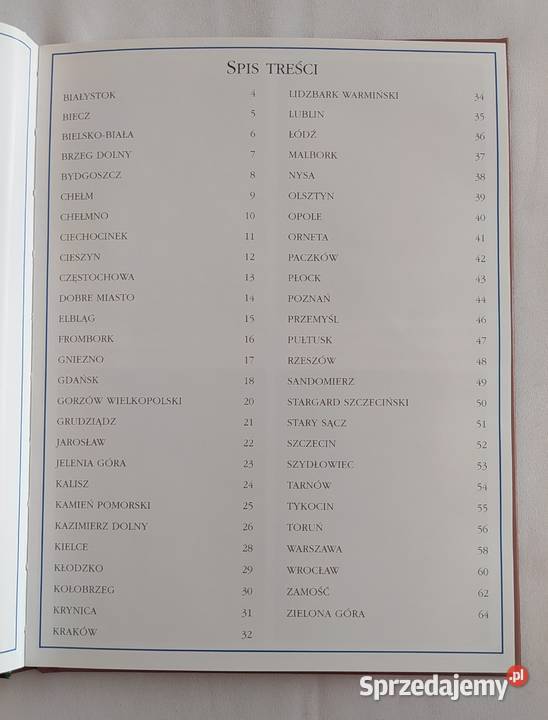 SPIS TREŚCI
BIAŁYSTOK 4
BIECZ 5
BIELSKO-BIAŁA 6
BRZEG DOLNY 7
BYDGOSZCZ 8
CHEŁM 9
CHEŁMNO 10
CIECHOCINEK 11
CIESZYN 12
CZĘSTOCHOWA 13
DOBRE MIASTO 14
ELBLĄG 15
FROMBORK 16
GNIEZNO 17
GDAŃSK 18
GORZÓW WIELKOPOLSKI 20
GRUDZIĄDZ 21
JAROSŁAW 22
JELENIA GÓRA 23
KALISZ 24
KAMIEŃ POMORSKI 25
KAZIMIERZ DOLNY 26
KIELCE 28
KŁODZKO 29
KOŁOBRZEG 30
KRYNICA 31
KRAKÓW 32
LIDZBARK WARMIŃSKI 34
LUBLIN 35
ŁÓDŹ 36
MALBORK 37
NYSA 38
OLSZTYN 39
OPOLE 40
ORNETA 41
PACZKÓW 42
PŁOCK 43
POZNAŃ 44
PRZEMYŚL 46
PUŁTUSK 47
RZESZÓW 48
SANDOMIERZ 49
STARGARD SZCZECIŃSKI 50
STARY SĄCZ 51
SZCZECIN 52
SZYDŁOWIEC 53
TARNÓW 54
TYKOCIN 55
TORUŃ 56
WARSZAWA 58
WROCŁAW 60
ZAMOŚĆ 62
ZIELONA GÓRA 64
Sprzedajemy.pl